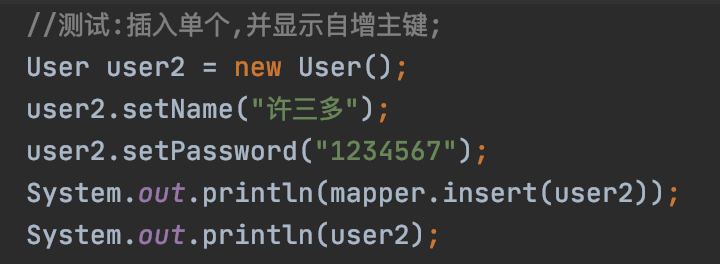 //测试:插入单个,并显示自增主键;
User user2 = new User();
user2.setName("许三多");
user2.setPassword("1234567");
System.out.println(mapper.insert(user2));
System.out.println(user2);